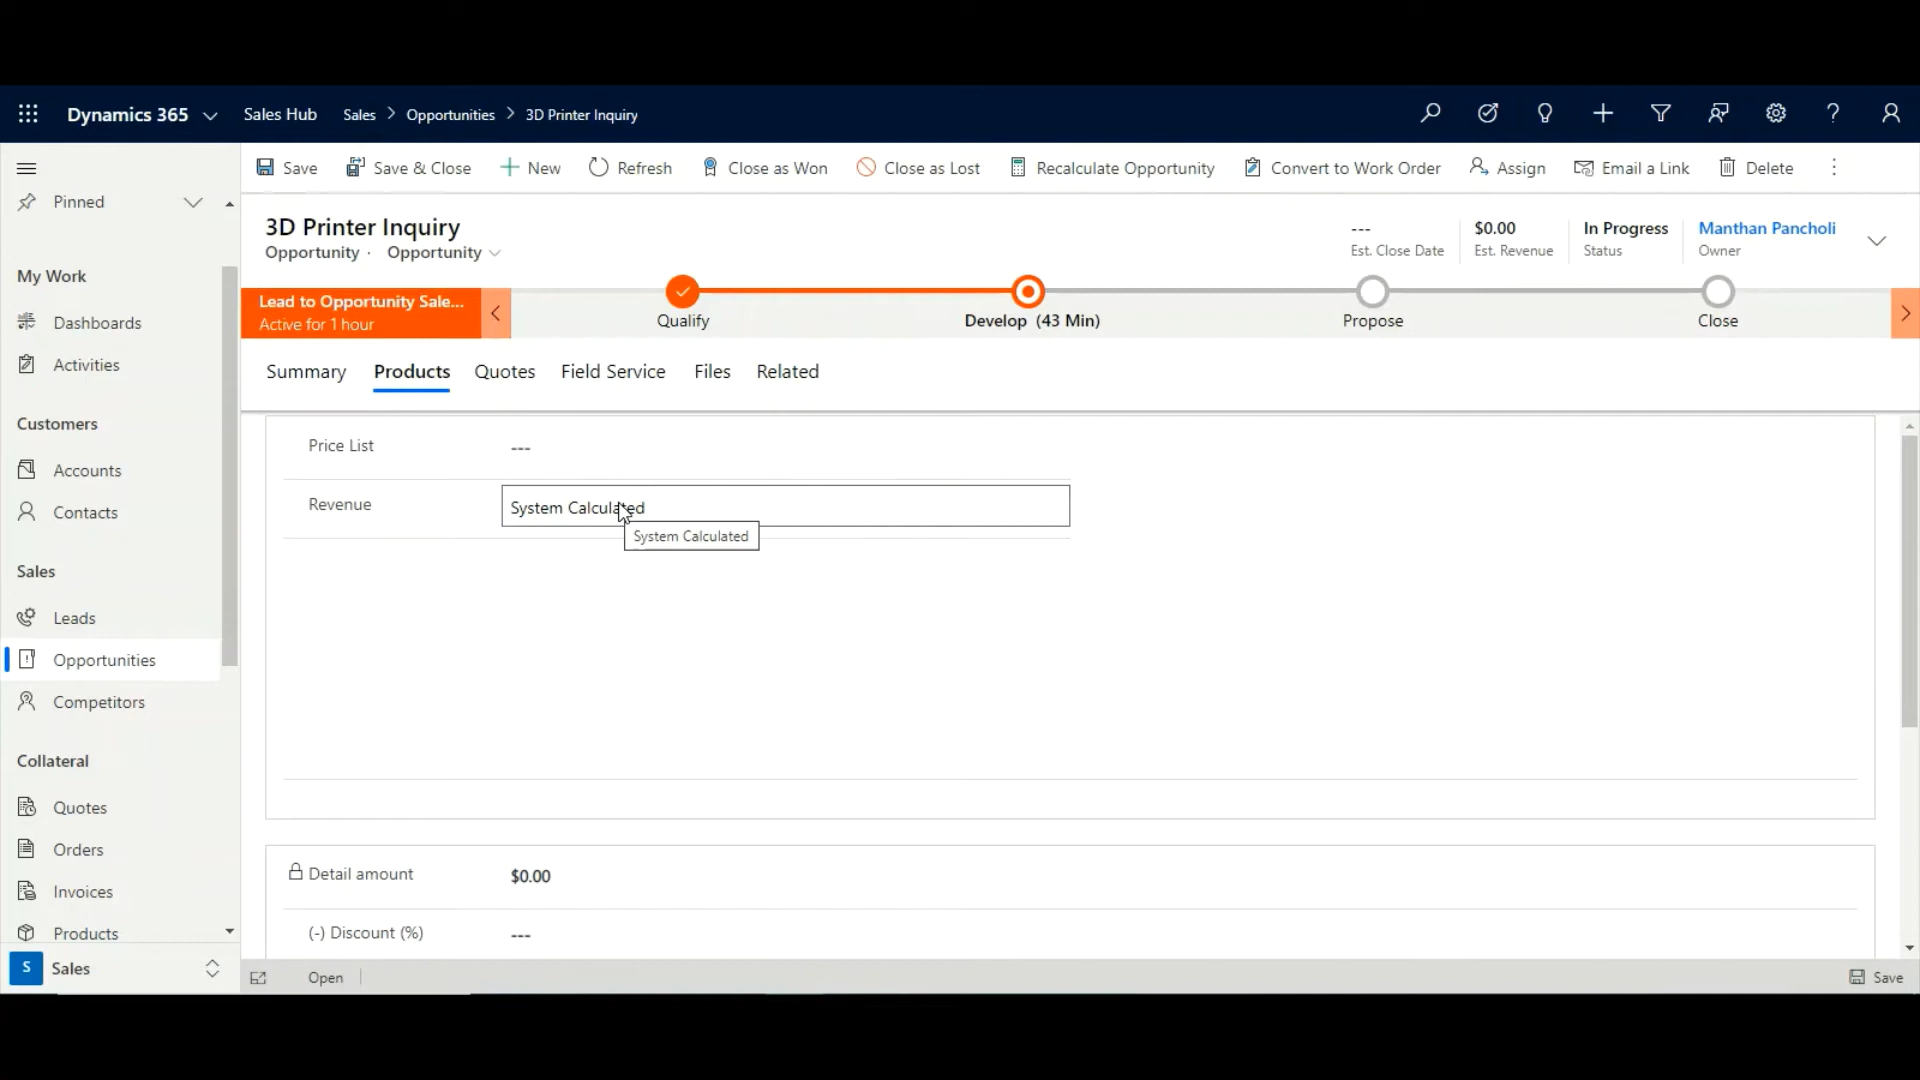 Dynamics 365 Sales Hub Sales > Opportunities > 3D Printer Inquiry
Save Save & Close New Refresh Close as Won Close as Lost Recalculate Opportunity Convert to Work Order Assign Email a Link Delete
Pinned
3D Printer Inquiry
Opportunity · Opportunity
--- $0.00 In Progress Manthan Pancholi
Est. Close Date Est. Revenue Status Owner
Lead to Opportunity Sale...
Active for 1 hour
Qualify Develop (43 Min) Propose Close
Summary Products Quotes Field Service Files Related
My Work
Dashboards
Activities
Customers
Accounts
Contacts
Sales
Leads
Opportunities
Competitors
Collateral
Quotes
Orders
Invoices
Products
S Sales
Price List ---
Revenue System Calculated
System Calculated
Detail amount $0.00
(-) Discount (%) ---
Open Save